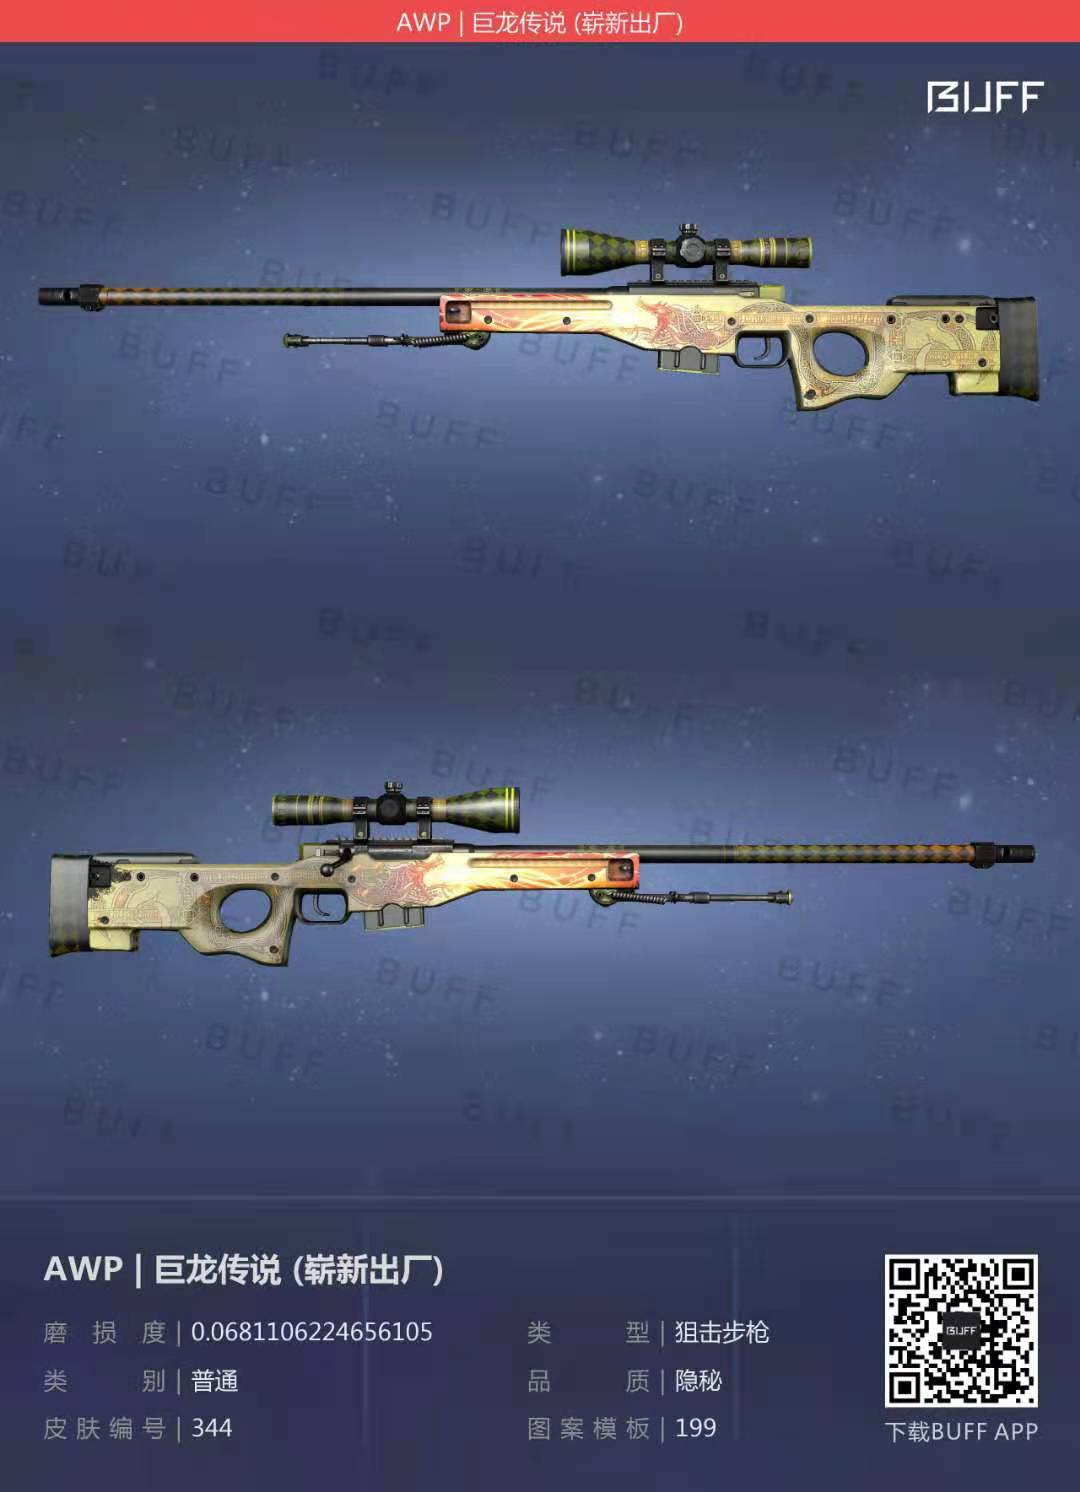 AWP | 巨龙传说 (崭新出厂)
BUFF
AWP | 巨龙传说 (崭新出厂)
磨损度 | 0.0681106224656105
类型 | 狙击步枪
类别 | 普通
品质 | 隐秘
皮肤编号 | 344
图案模板 | 199
BUFF
下载BUFF APP